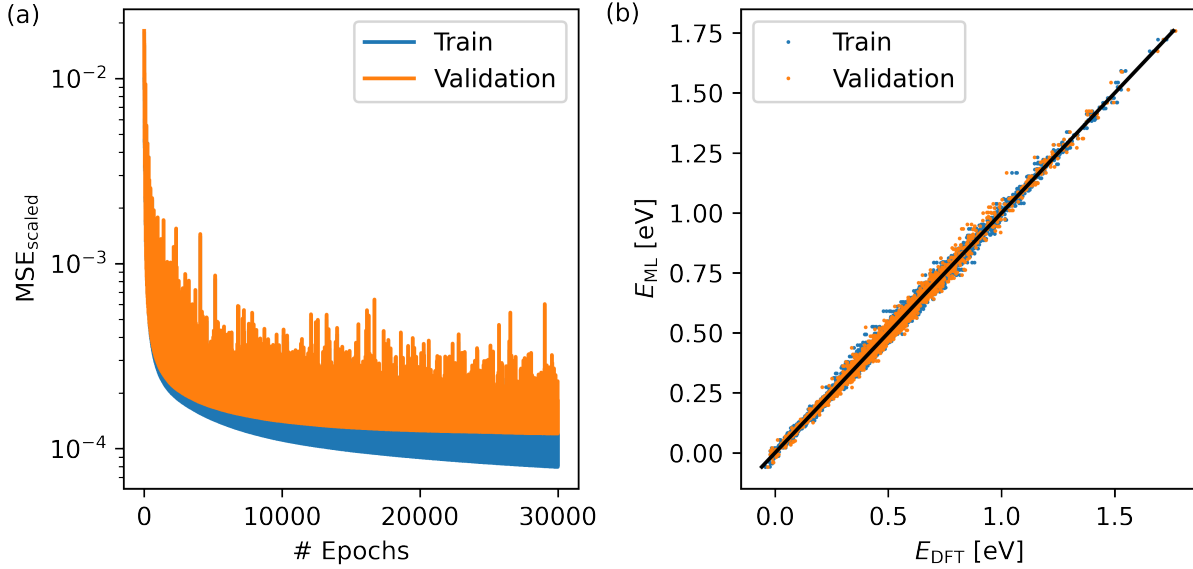 (a)
10⁻²
10⁻³
10⁻⁴
MSE_scaled
0
10000
20000
30000
# Epochs
Train
Validation
(b)
1.75
1.50
1.25
1.00
0.75
0.50
0.25
0.00
E_ML [eV]
0.0
0.5
1.0
1.5
E_DFT [eV]
Train
Validation